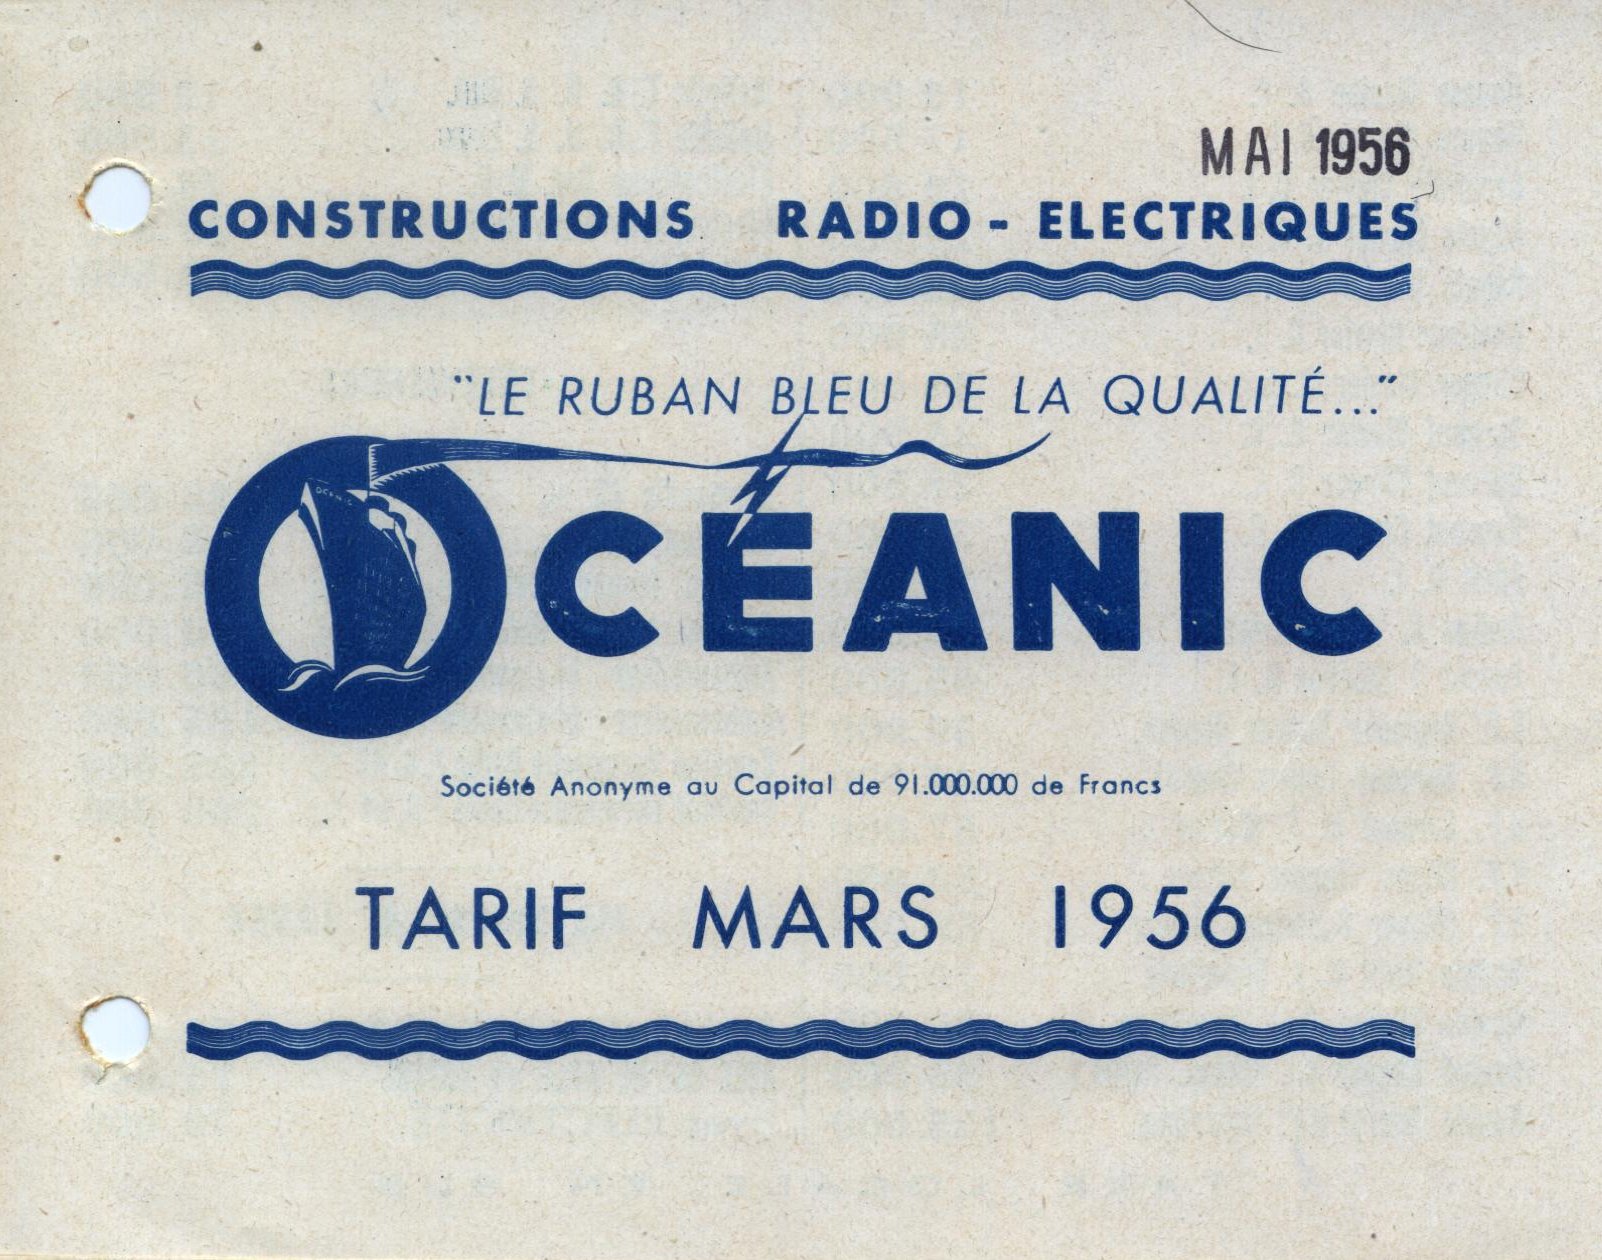 MAI 1956
CONSTRUCTIONS RADIO - ELECTRIQUES
"LE RUBAN BLEU DE LA QUALITÉ..."
OCÉANIC
OCEANIC
Société Anonyme au Capital de 91.000.000 de Francs
TARIF MARS 1956